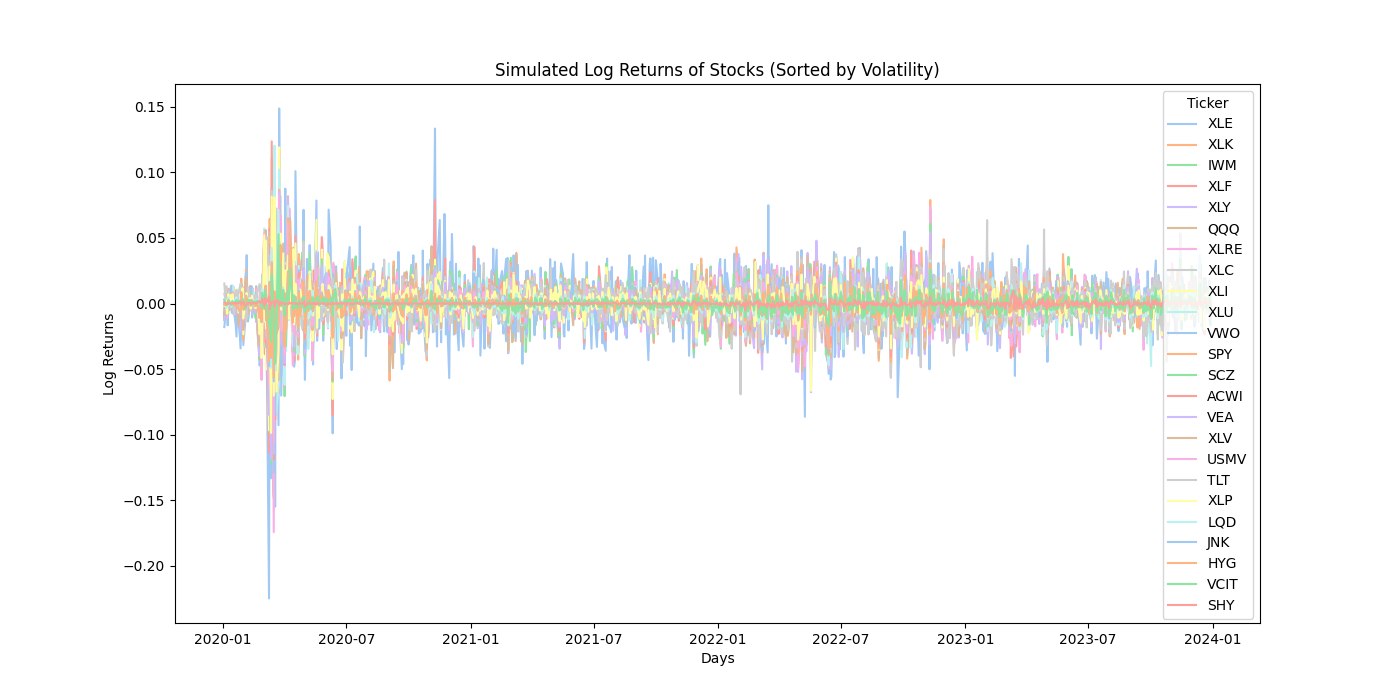 Simulated Log Returns of Stocks (Sorted by Volatility)
Log Returns
0.15
0.10
0.05
0.00
−0.05
−0.10
−0.15
−0.20
2020-01
2020-07
2021-01
2021-07
2022-01
2022-07
2023-01
2023-07
2024-01
Days
Ticker
XLE
XLK
IWM
XLF
XLY
QQQ
XLRE
XLC
XLI
XLU
VWO
SPY
SCZ
ACWI
VEA
XLV
USMV
TLT
XLP
LQD
JNK
HYG
VCIT
SHY